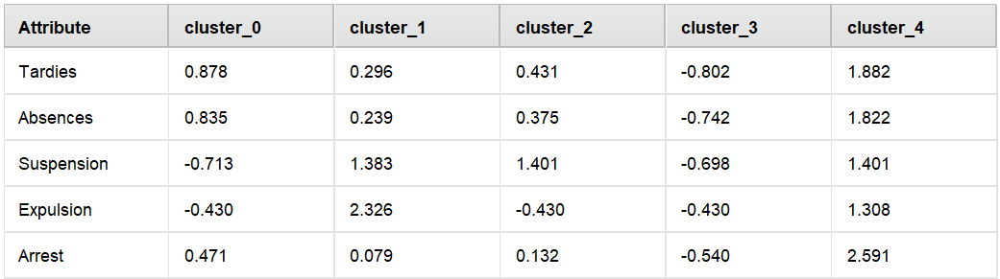 Attribute cluster_0 cluster_1 cluster_2 cluster_3 cluster_4
Tardies 0.878 0.296 0.431 -0.802 1.882
Absences 0.835 0.239 0.375 -0.742 1.822
Suspension -0.713 1.383 1.401 -0.698 1.401
Expulsion -0.430 2.326 -0.430 -0.430 1.308
Arrest 0.471 0.079 0.132 -0.540 2.591